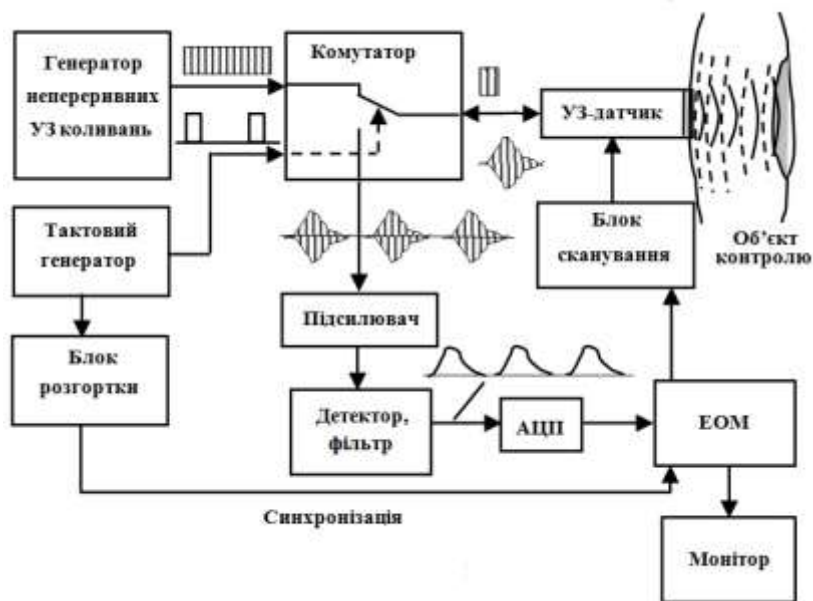 Генератор
непереривних
УЗ коливань
Комутатор
УЗ-датчик
Тактовий
генератор
Блок
сканування
Об’єкт
контролю
Підсилювач
Блок
розгортки
Детектор,
фільтр
АЦП
ЕОМ
Синхронізація
Монітор